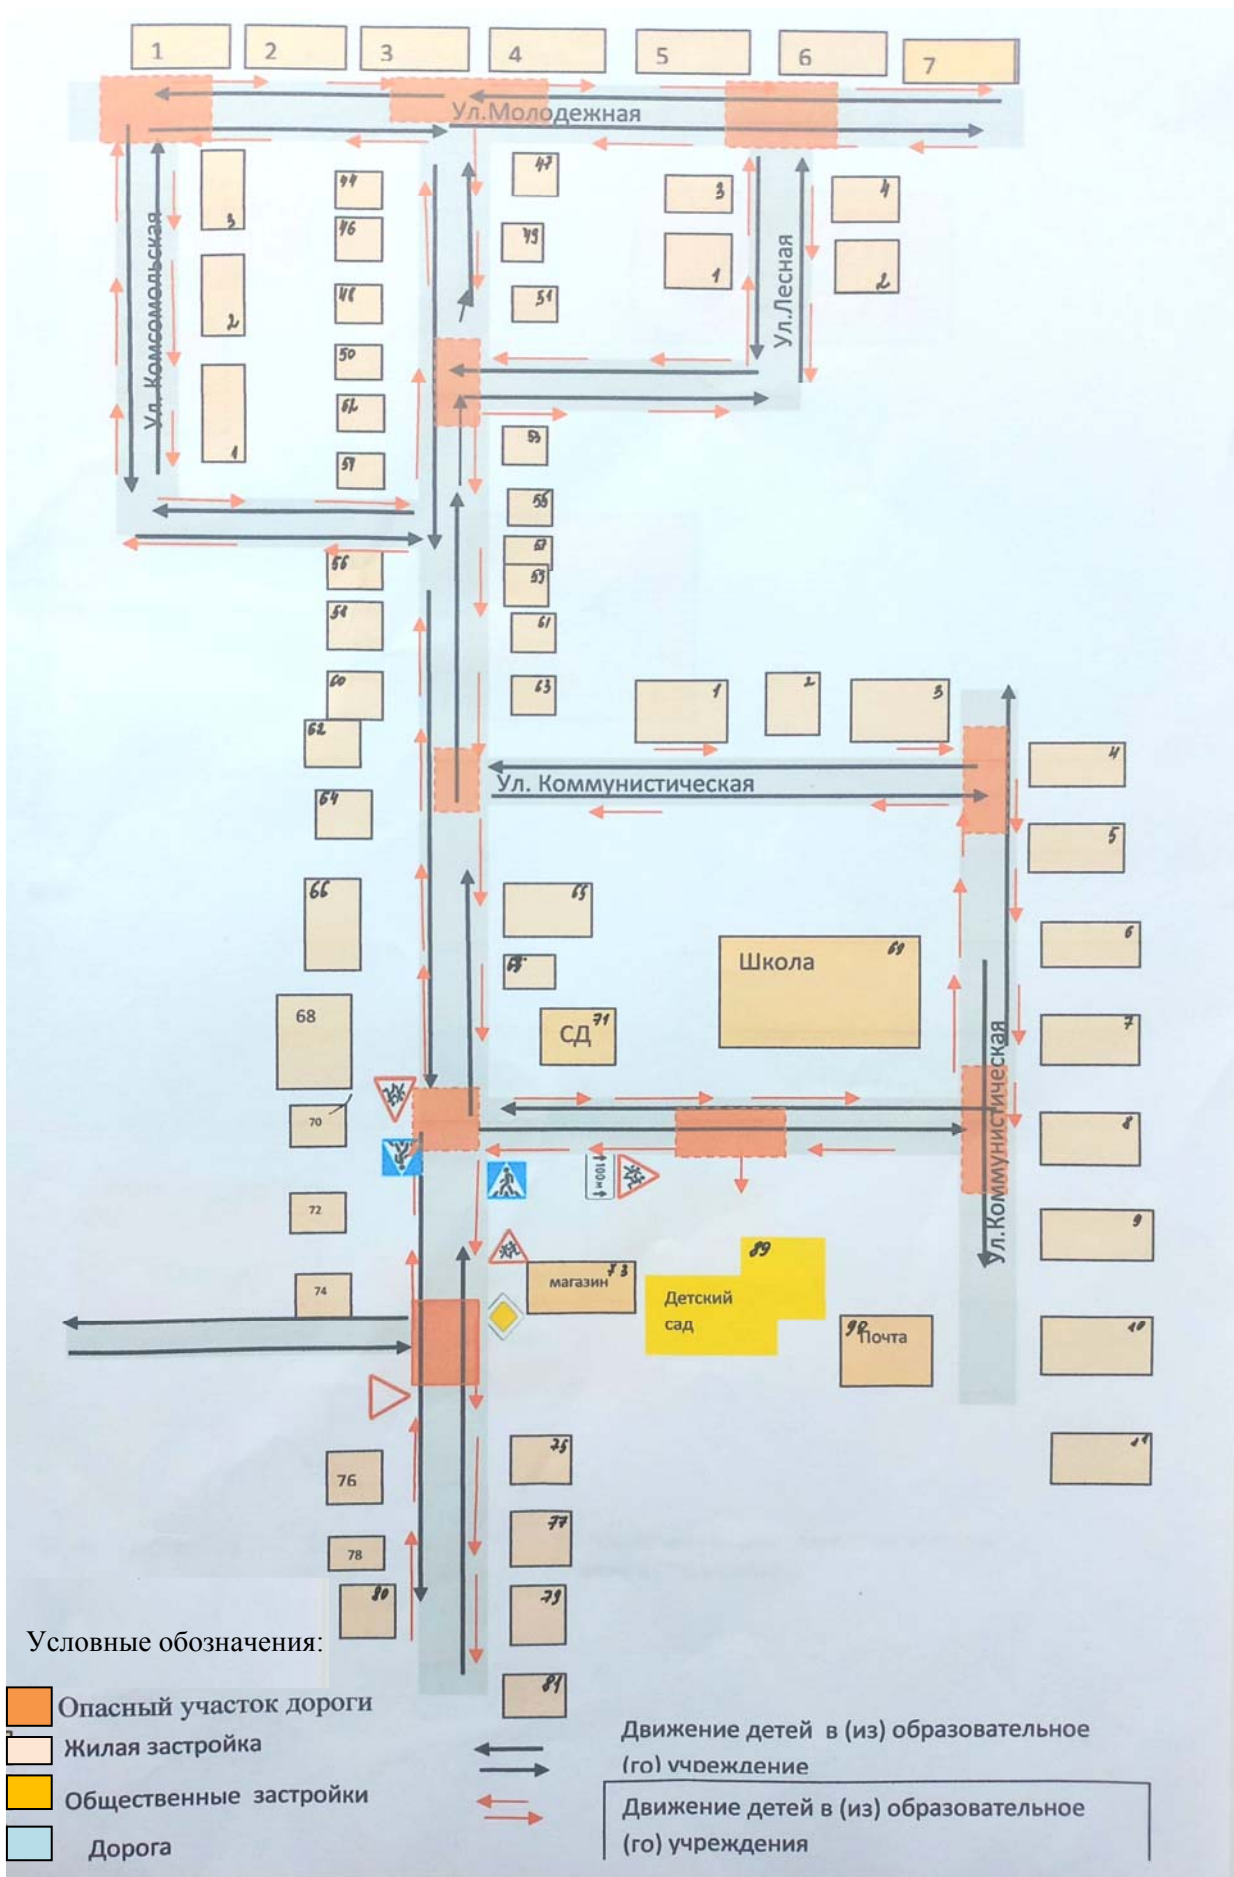 1
2
3
4
5
6
7
Ул.Молодежная
Ул. Комсомольская
3
2
1
44
46
48
50
52
54
47
49
51
3
1
Ул.Лесная
4
2
53
55
57
59
61
63
56
60
62
64
66
68
70
72
74
76
78
80
1
2
3
Ул. Коммунистическая
4
5
6
7
8
9
10
11
65
Школа 69
СД 71
Ул.Коммунистическая
100м
магазин 73
89
Детский
сад
90
Почта
75
77
79
81
Условные обозначения:
Опасный участок дороги
Жилая застройка
Общественные застройки
Дорога
Движение детей в (из) образовательное
(го) учреждение
Движение детей в (из) образовательное
(го) учреждения